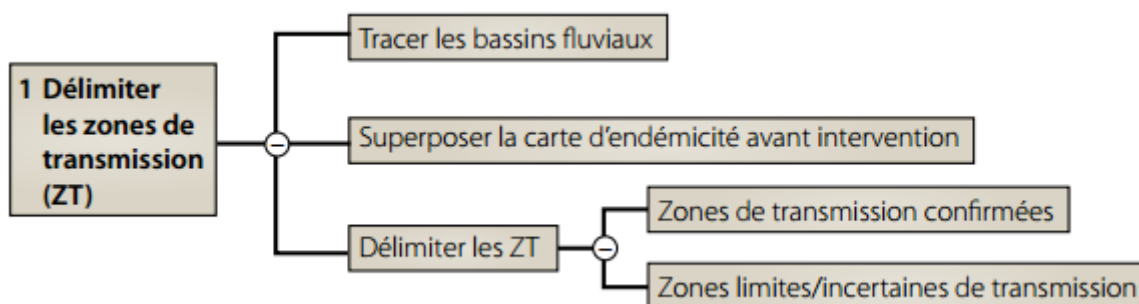 1 Délimiter
les zones de
transmission
(ZT)
Tracer les bassins fluviaux
Superposer la carte d'endémicité avant intervention
Délimiter les ZT
Zones de transmission confirmées
Zones limites/incertaines de transmission